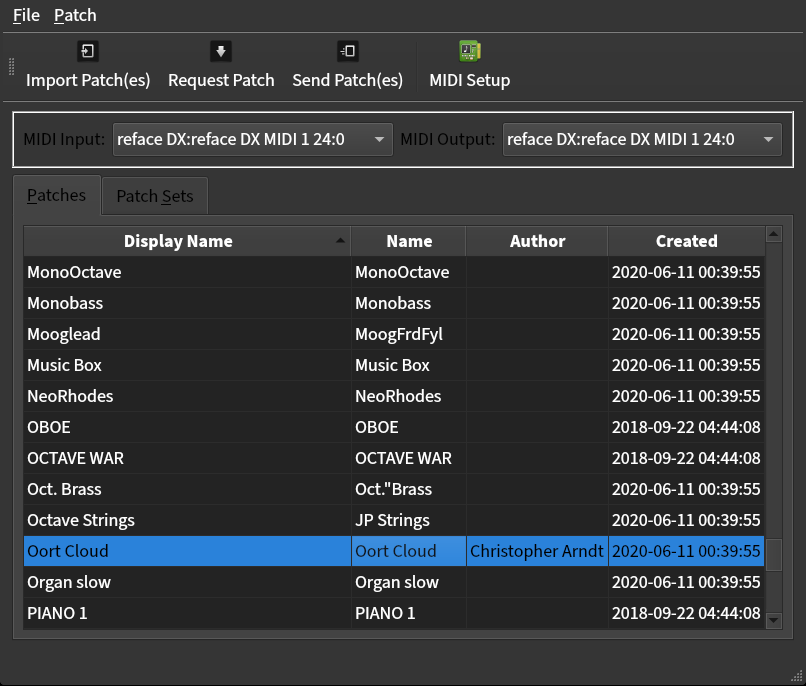 File Patch
Import Patch(es) Request Patch Send Patch(es) MIDI Setup
MIDI Input: reface DX:reface DX MIDI 1 24:0 MIDI Output: reface DX:reface DX MIDI 1 24:0
Patches Patch Sets
Display Name Name Author Created
MonoOctave MonoOctave 2020-06-11 00:39:55
Monobass Monobass 2020-06-11 00:39:55
Mooglead MoogFrdFyl 2020-06-11 00:39:55
Music Box Music Box 2020-06-11 00:39:55
NeoRhodes NeoRhodes 2020-06-11 00:39:55
OBOE OBOE 2018-09-22 04:44:08
OCTAVE WAR OCTAVE WAR 2018-09-22 04:44:08
Oct. Brass Oct."Brass 2020-06-11 00:39:55
Octave Strings JP Strings 2020-06-11 00:39:55
Oort Cloud Oort Cloud Christopher Arndt 2020-06-11 00:39:55
Organ slow Organ slow 2020-06-11 00:39:55
PIANO 1 PIANO 1 2018-09-22 04:44:08